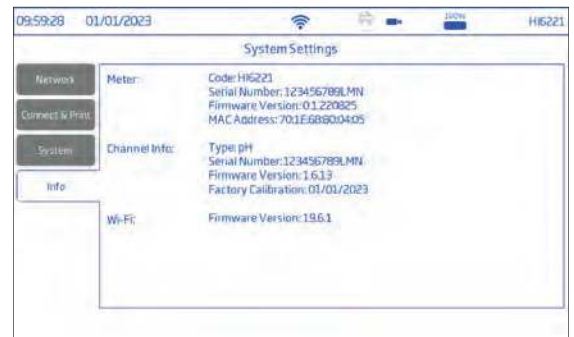 09:59:28 01/01/2023 100% HI6221
System Settings
Network
Connect & Print
System
Info
Meter: Code: HI6221
Serial Number: 123456789LMN
Firmware Version: 0.1.220825
MAC Address: 70:1E:68:80:04:05
Channel Info: Type: pH
Serial Number: 123456789LMN
Firmware Version: 1.6.13
Factory Calibration: 01/01/2023
Wi-Fi: Firmware Version: 19.6.1